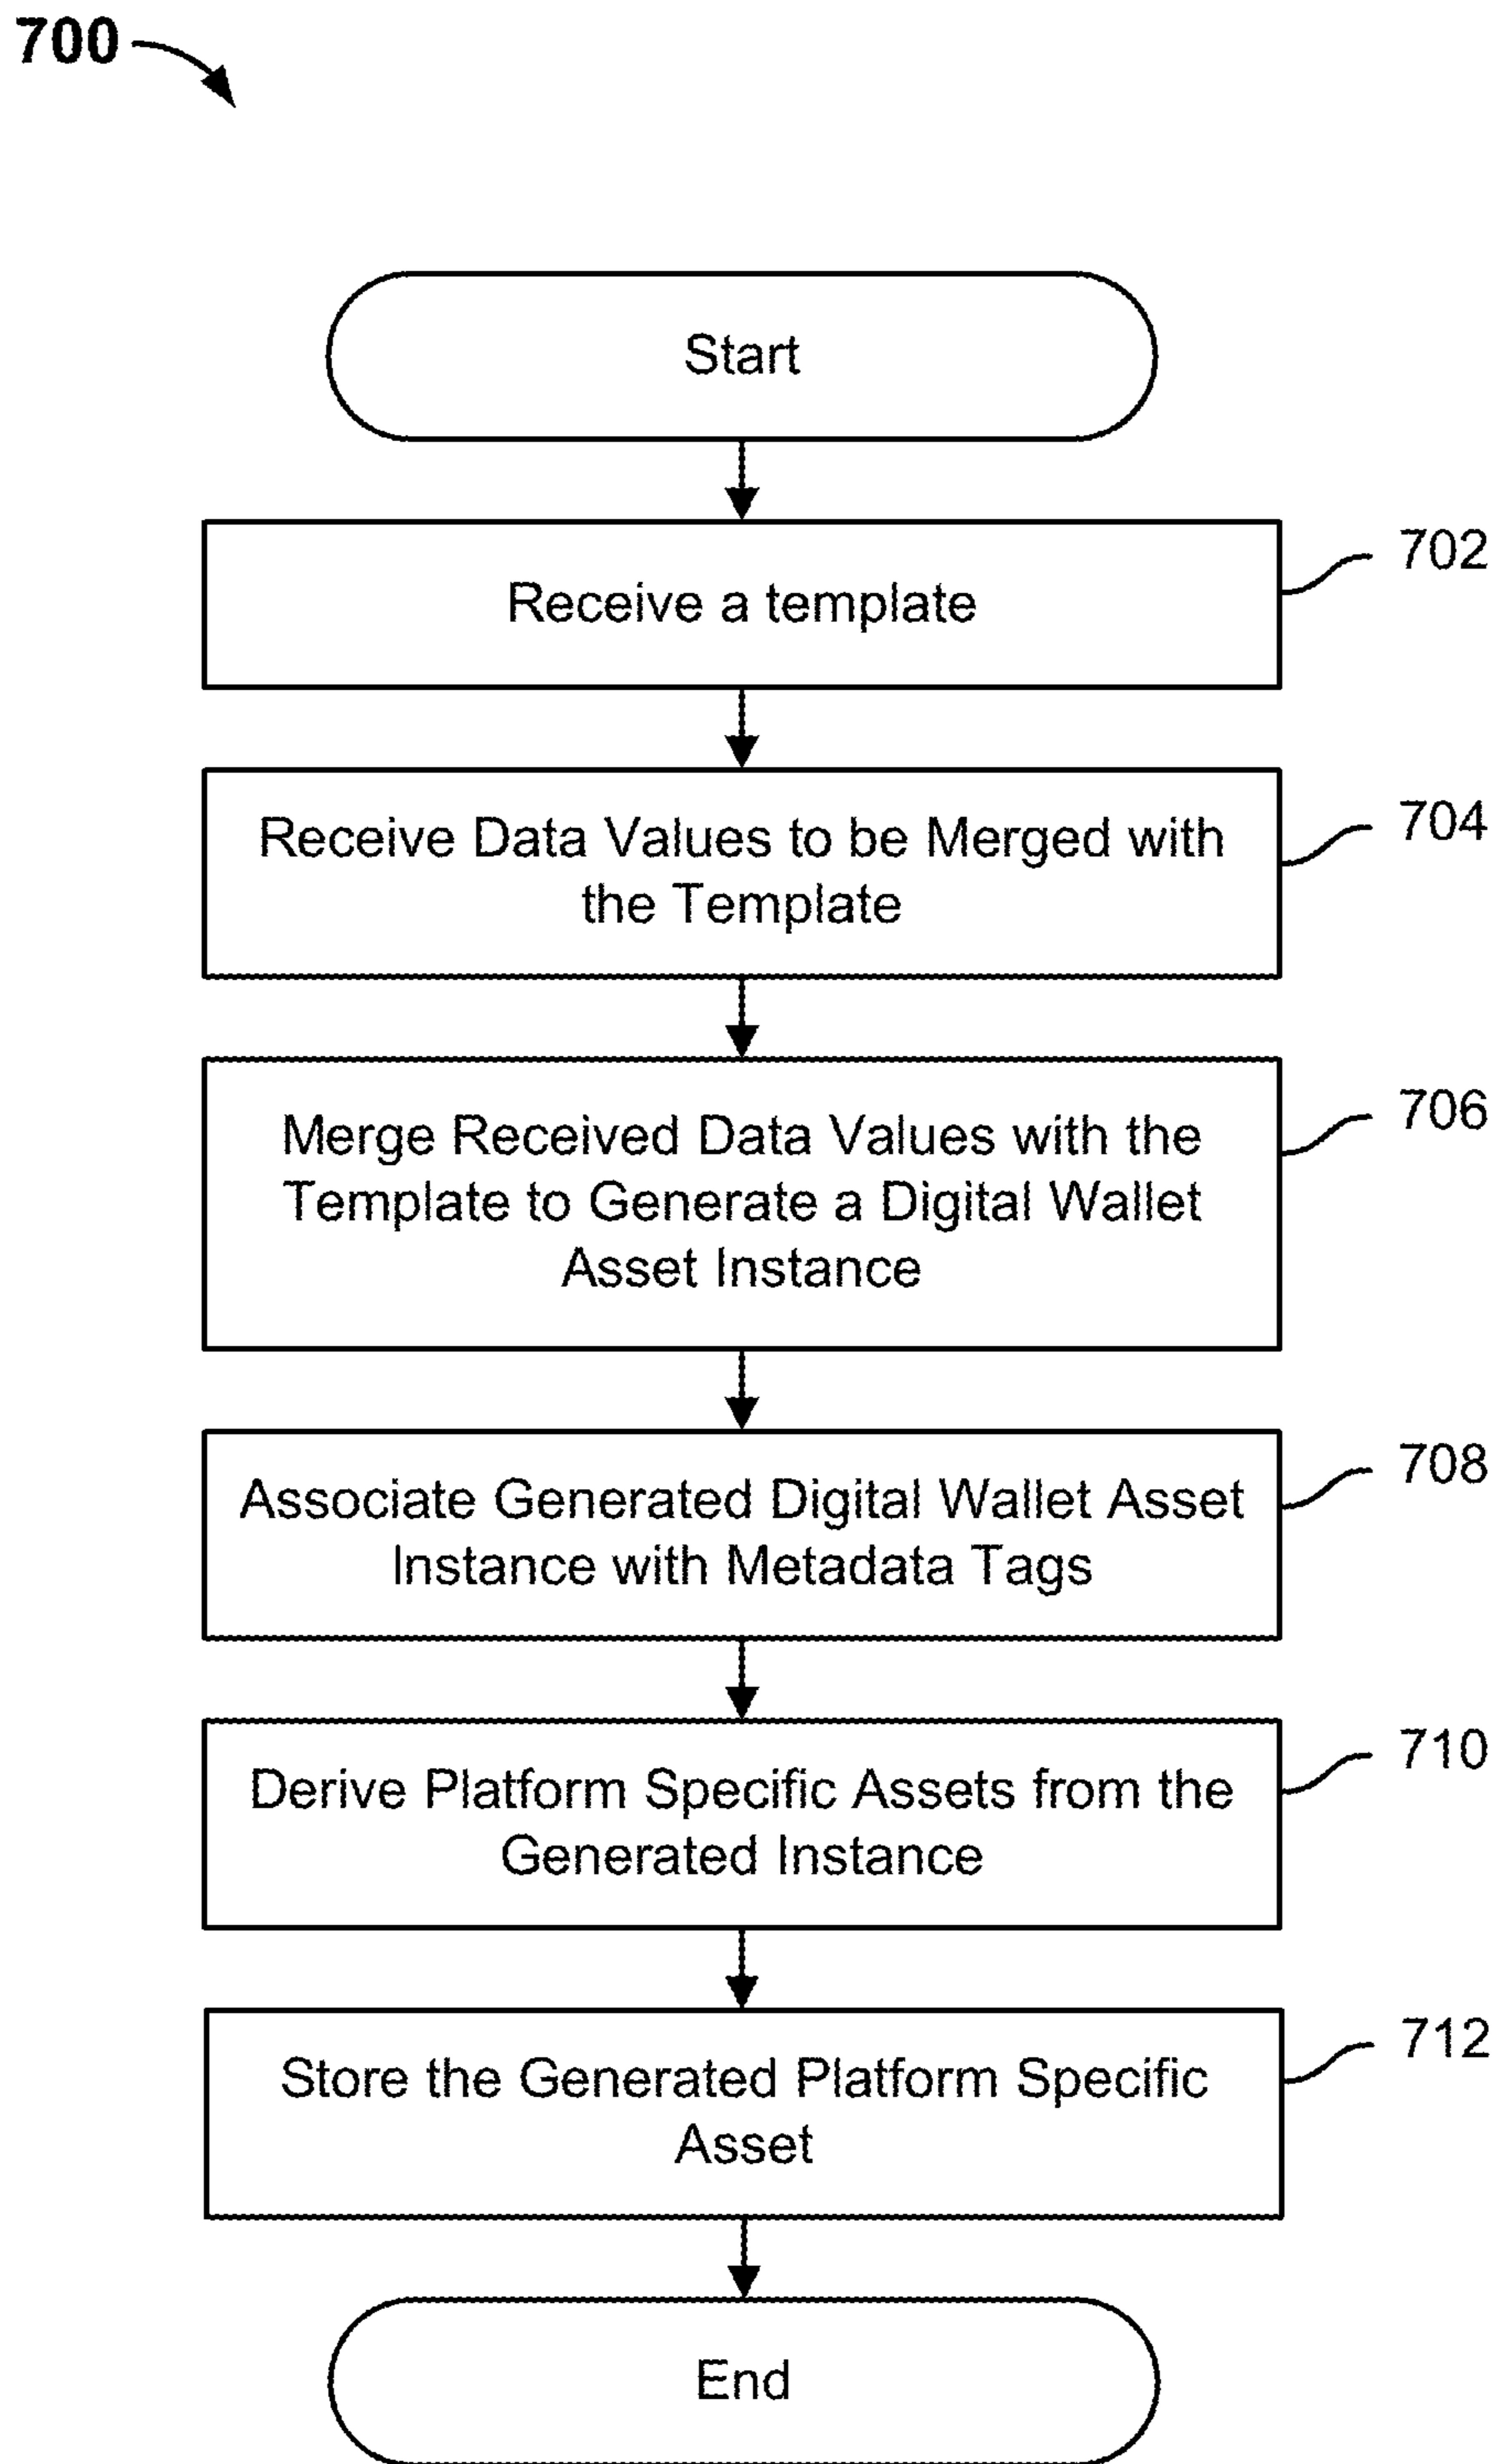 700
Start
Receive a template
702
Receive Data Values to be Merged with
the Template
704
Merge Received Data Values with the
Template to Generate a Digital Wallet
Asset Instance
706
Associate Generated Digital Wallet Asset
Instance with Metadata Tags
708
Derive Platform Specific Assets from the
Generated Instance
710
Store the Generated Platform Specific
Asset
712
End